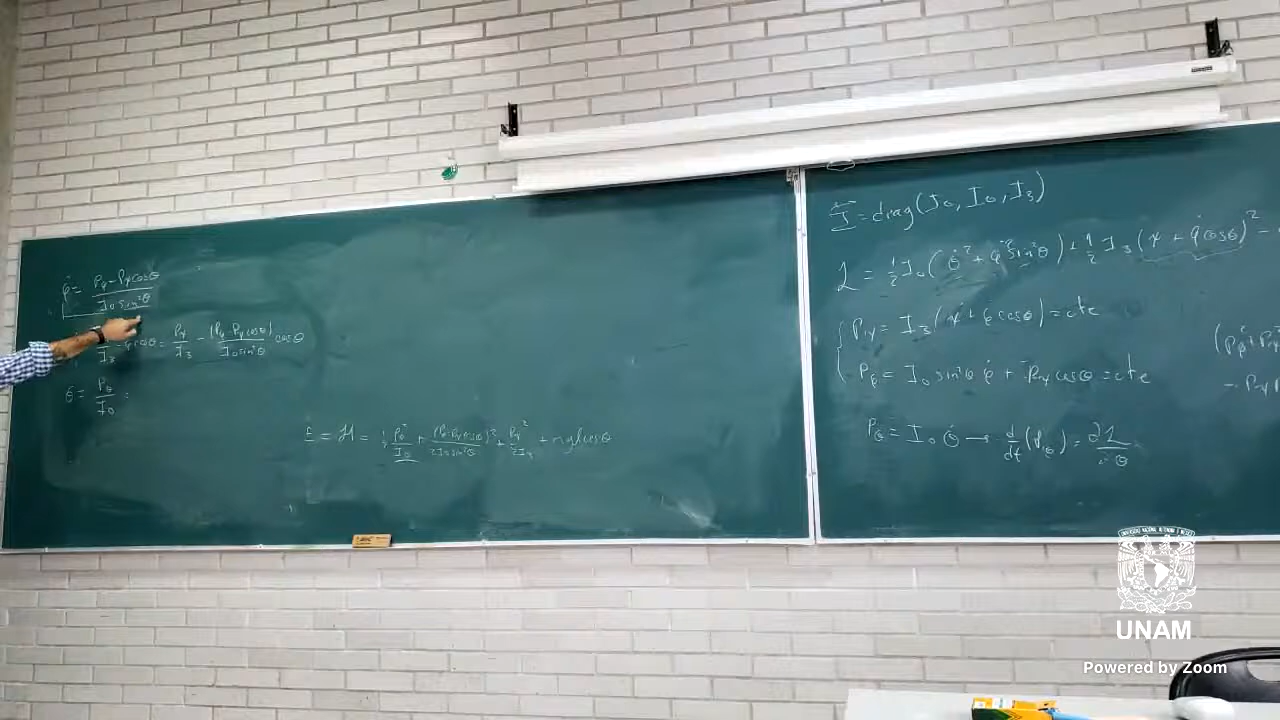 φ̇ = (P_φ - P_ψ cosθ) / (I₀ sin²θ)
I₃ - φ̇ cosθ = P_ψ / I₃ - (P_φ - P_ψ cosθ) / (I₀ sin²θ) cosθ
θ̇ = P_θ / I₀ =
E = H = 1/2 P_θ² / I₀ + (P_φ - P_ψ cosθ)² / (2I₀ sin²θ) + P_ψ² / (2I₃) + mgl cosθ
I = diag(I₀, I₀, I₃)
L = 1/2 I₀ (θ̇² + φ̇² sin²θ) + 1/2 I₃ (ψ̇ + φ̇ cosθ)² -
P_ψ = I₃ (ψ̇ + φ̇ cosθ) = cte
P_φ = I₀ sin²θ φ̇ + P_ψ cosθ = cte
P_θ = I₀ θ̇ → d/dt (P_θ) = ∂L / ∂θ
UNAM
Powered by Zoom